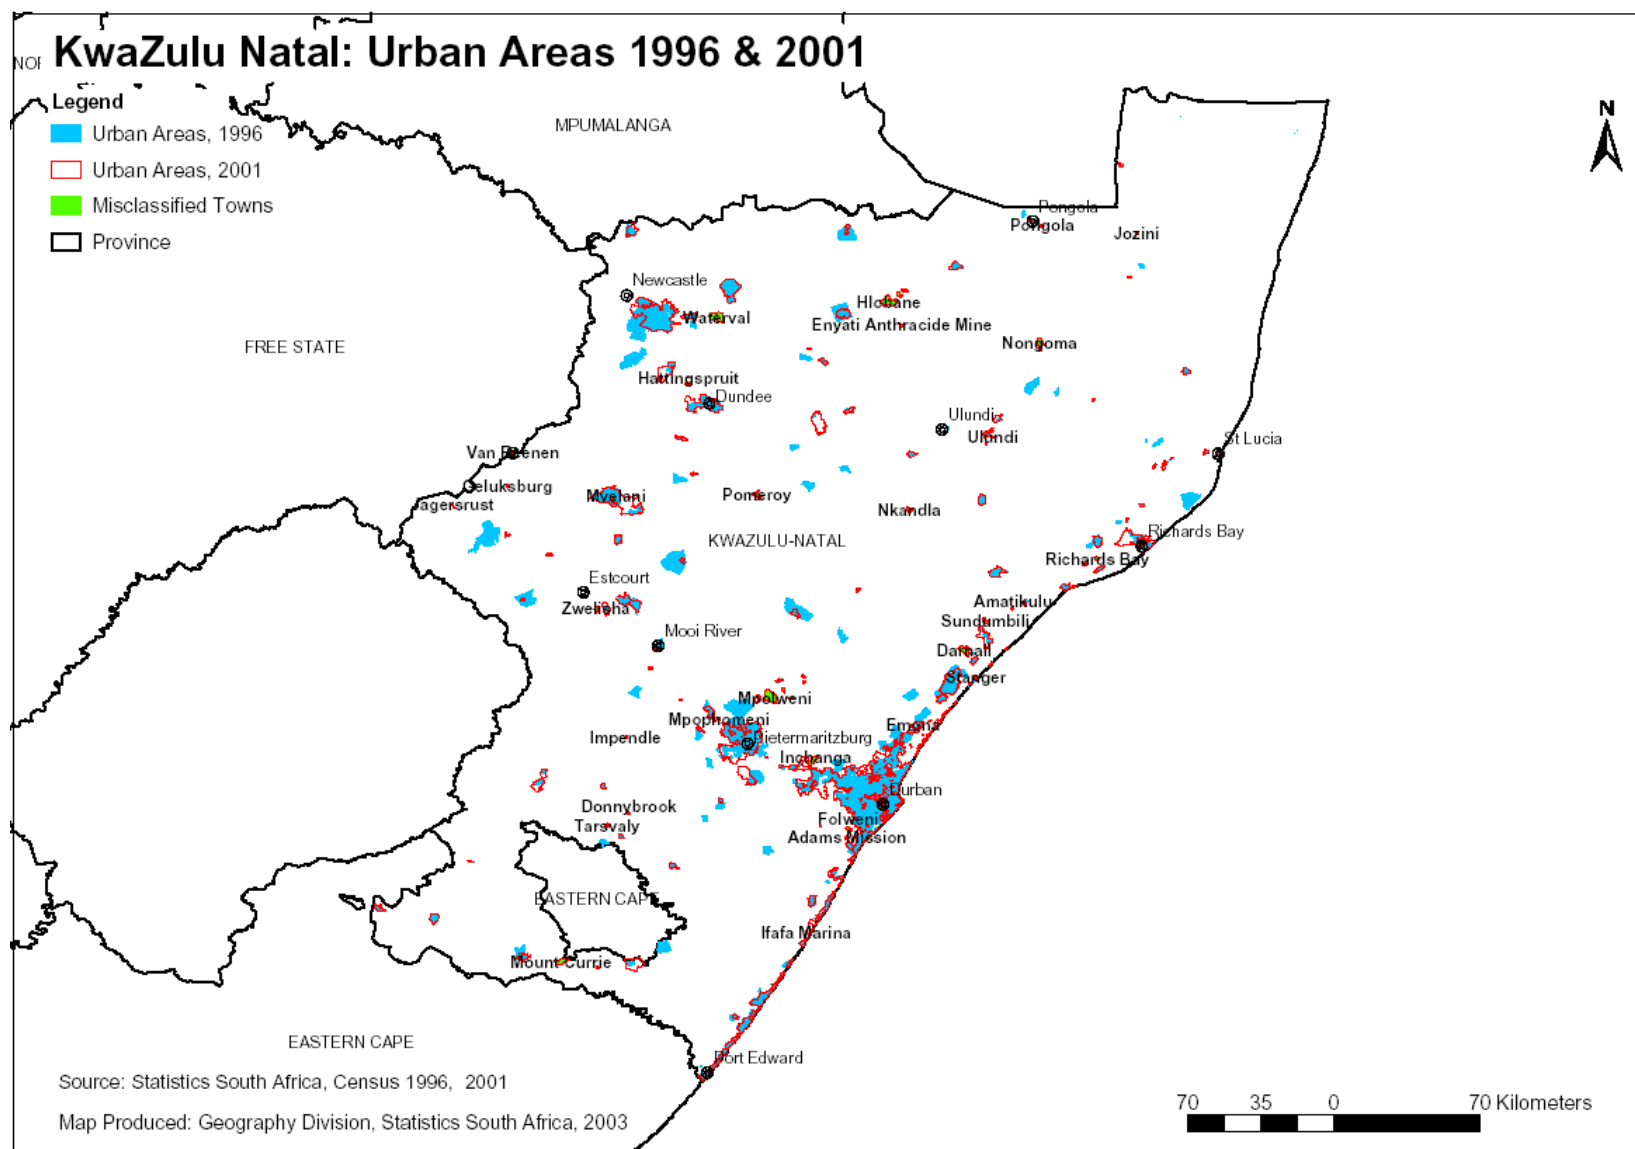 KwaZulu Natal: Urban Areas 1996 & 2001
Legend
Urban Areas, 1996
Urban Areas, 2001
Misclassified Towns
Province
N
MPUMALANGA
Pongola
Pongola
Jozini
Newcastle
Hlobane
Waterval
Enyati Anthracide Mine
FREE STATE
Nongoma
Hattingspruit
Dundee
Ulundi
Ulundi
St Lucia
Van Reenen
Geluksburg
Mvelani
Pomeroy
Jagersrust
Nkandla
KWAZULU-NATAL
Richards Bay
Richards Bay
Estcourt
Zwelisha
Amatikulu
Sundumbili
Mooi River
Darnall
Stanger
Mpolweni
Mpophomeni
Emona
Impendle
Pietermaritzburg
Inchanga
Durban
Donnybrook
Folweni
Tarsvaly
Adams Mission
EASTERN CAPE
Ifafa Marina
Mount Currie
EASTERN CAPE
Port Edward
Source: Statistics South Africa, Census 1996, 2001
Map Produced: Geography Division, Statistics South Africa, 2003
70 35 0 70 Kilometers